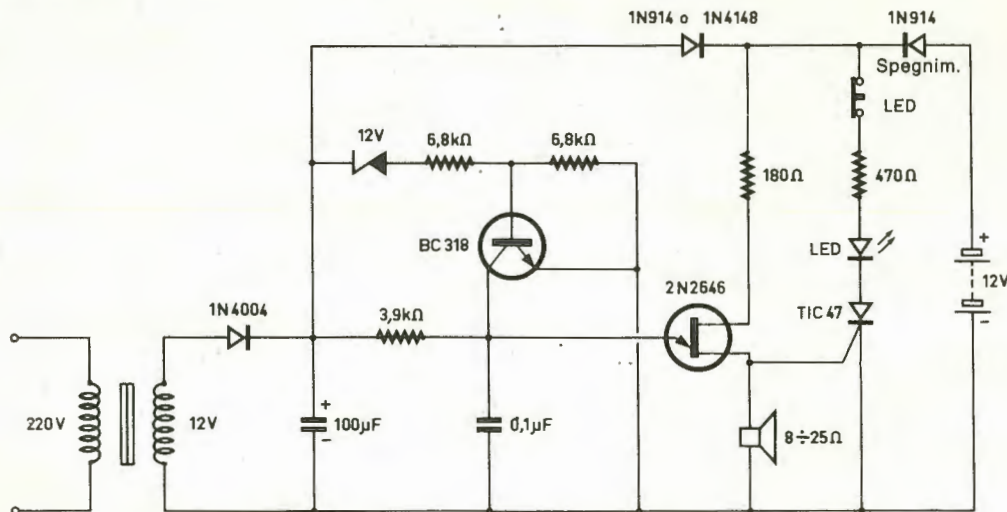 1N914 o 1N4148
1N914
Spegnim.
LED
12V
6,8kΩ
6,8kΩ
180Ω
470Ω
BC 318
LED
2N2646
TIC 47
12V
+
-
1N4004
3,9kΩ
220V
12V
+
100µF
-
0,1µF
8÷25Ω